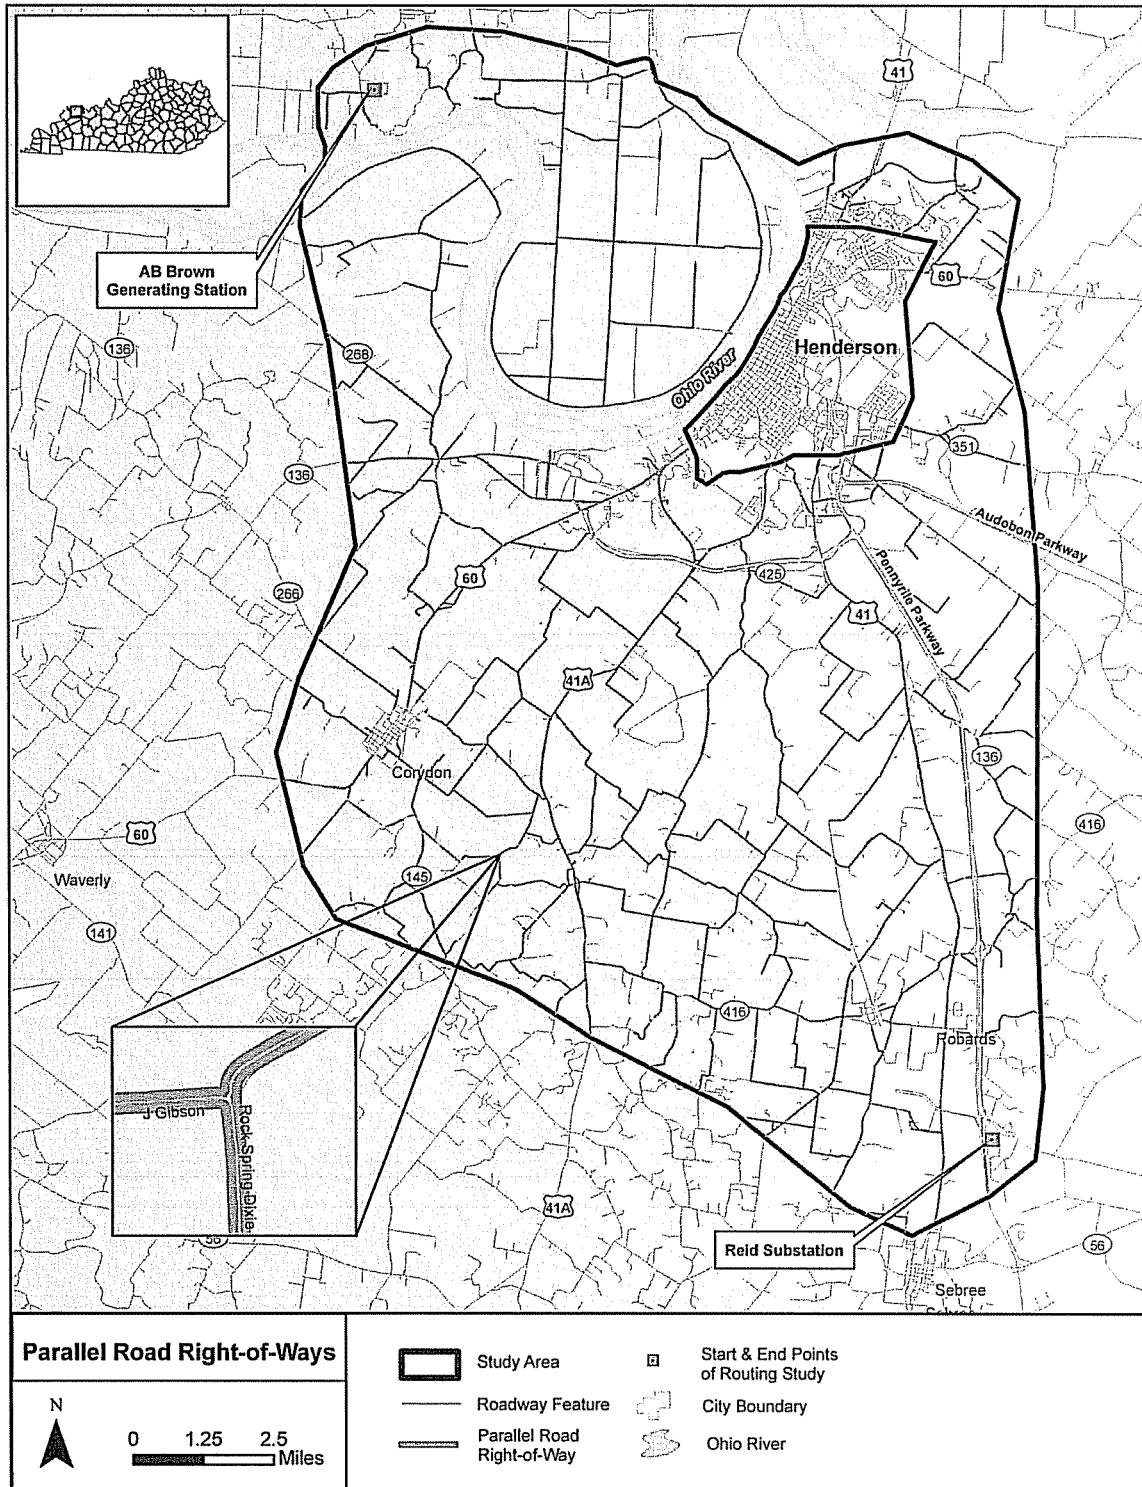 41
AB Brown
Generating Station
60
136
Henderson
268
Ohio River
351
136
Audobon Parkway
60
425
266
Pennyrile Parkway
41
41A
136
Corydon
416
60
Waverly
145
141
416
Robards
J Gibson
Rock Spring Dixie
41A
56
Reid Substation
56
Sebree
Parallel Road Right-of-Ways
N
0 1.25 2.5
Miles
Study Area
Roadway Feature
Parallel Road
Right-of-Way
Start & End Points
of Routing Study
City Boundary
Ohio River